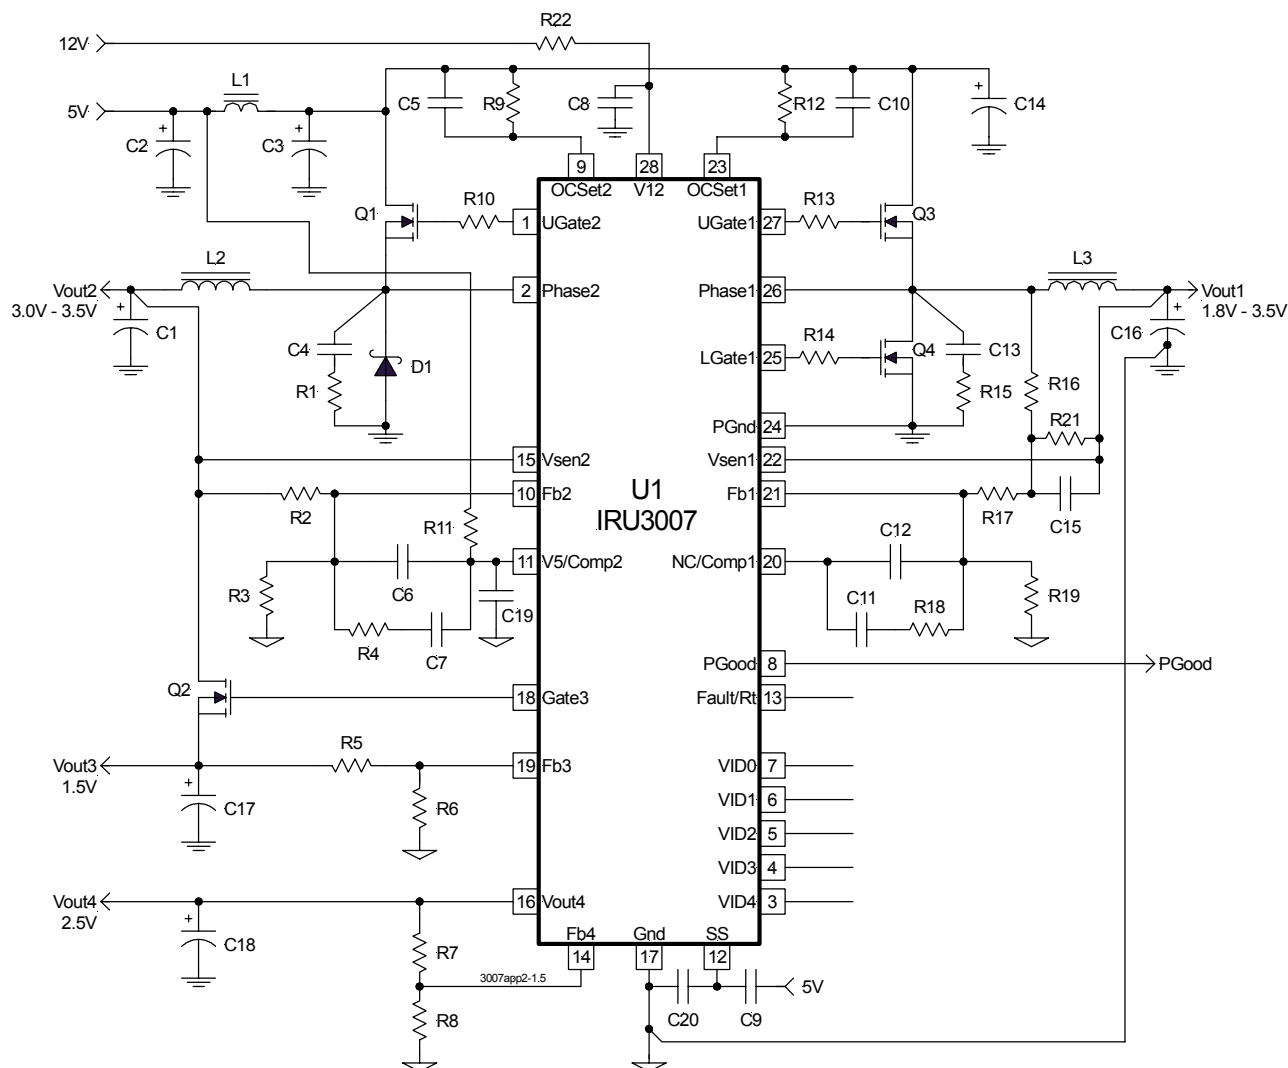 R22
12V
L1
5V
C5
R9
C8
R12
C10
C14
C2
C3
9
28
23
OCSet2
V12
OCSet1
Q1
R10
1
UGate2
UGate1
27
R13
Q3
L2
L3
Vout2
3.0V - 3.5V
2
Phase2
Phase1
26
Vout1
1.8V - 3.5V
C1
C16
C4
D1
LGate1
25
R14
Q4
C13
R1
R15
R16
PGnd
24
R21
15
Vsen2
Vsen1
22
10
Fb2
U1
IRU3007
Fb1
21
R2
R17
C15
R11
C12
11
V5/Comp2
NC/Comp1
20
R3
C6
C19
C11
R18
R19
R4
C7
PGood
8
PGood
Q2
18
Gate3
Fault/Rt
13
R5
Vout3
1.5V
19
Fb3
VID0
7
C17
R6
VID1
6
VID2
5
VID3
4
Vout4
2.5V
16
Vout4
VID4
3
C18
R7
Fb4
Gnd
SS
14
17
12
3007app2-1.5
5V
R8
C20
C9